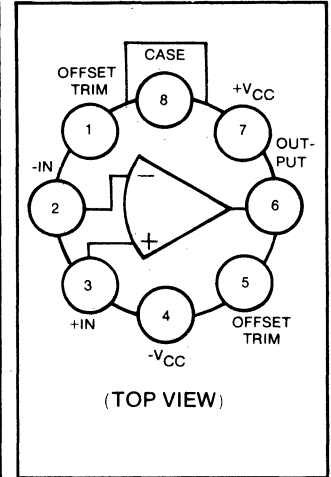 CASE
8
OFFSET
TRIM
1
+VCC
7
-IN
2
OUT-
PUT
6
−
+
3
+IN
4
-VCC
5
OFFSET
TRIM
(TOP VIEW)